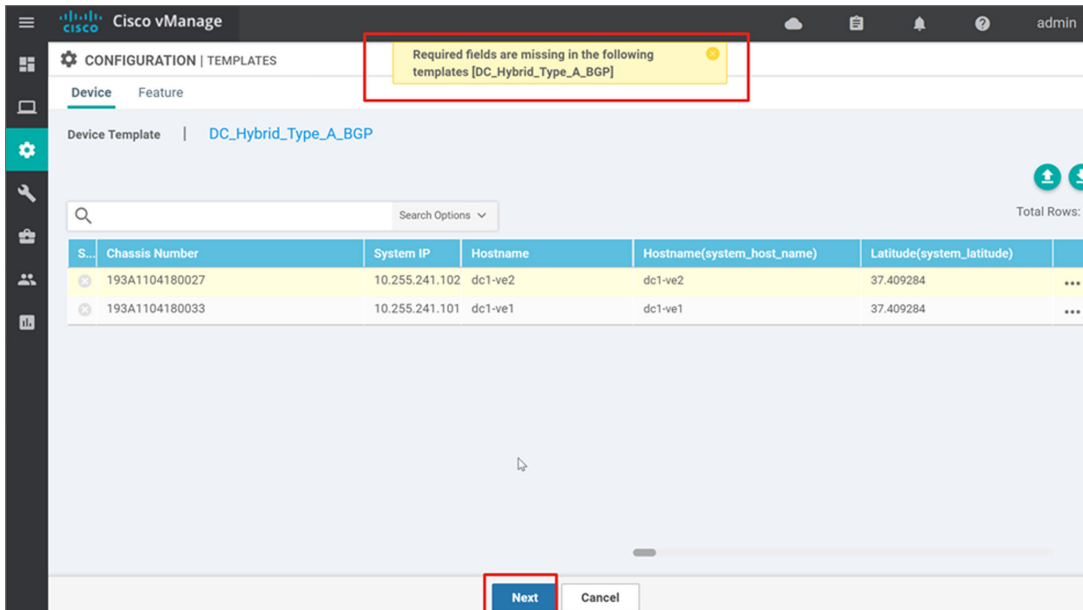 CISCO
Cisco vManage
admin
CONFIGURATION | TEMPLATES
Required fields are missing in the following
templates [DC_Hybrid_Type_A_BGP]
Device Feature
Device Template | DC_Hybrid_Type_A_BGP
Search Options
Total Rows:
S... Chassis Number System IP Hostname Hostname(system_host_name) Latitude(system_latitude)
193A1104180027 10.255.241.102 dc1-ve2 dc1-ve2 37.409284 •••
193A1104180033 10.255.241.101 dc1-ve1 dc1-ve1 37.409284 •••
Next Cancel